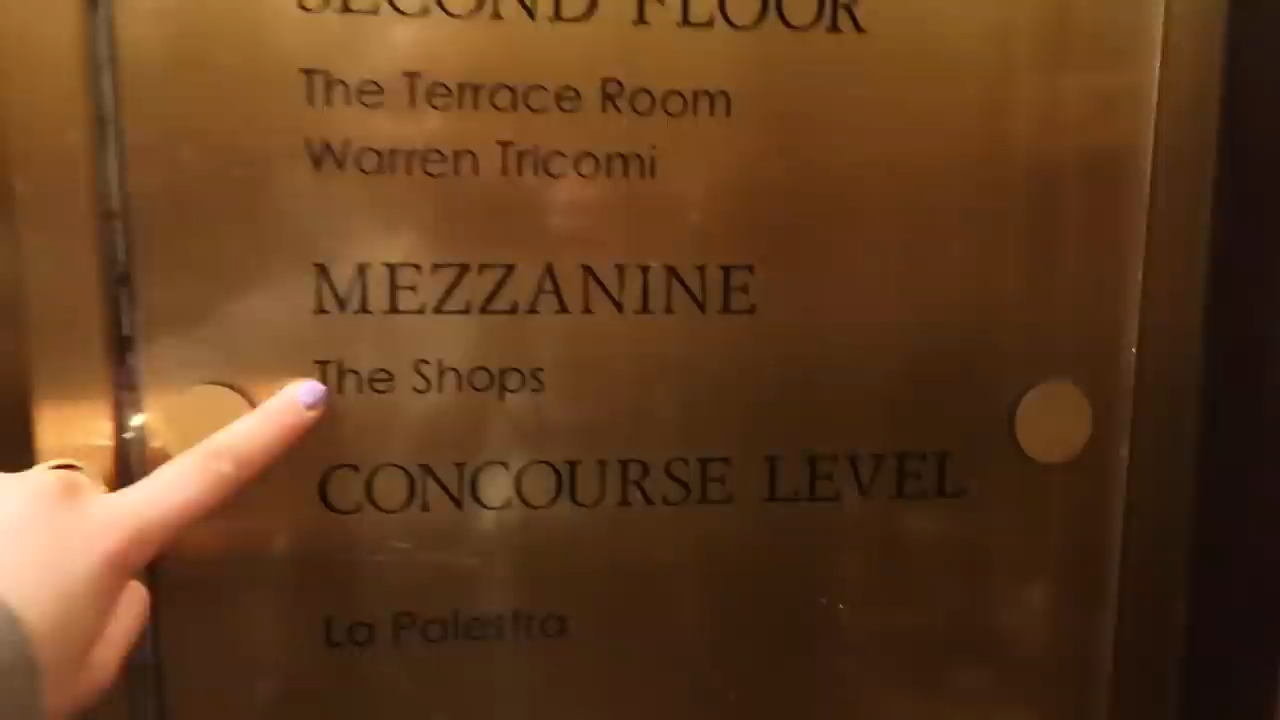 SECOND FLOOR
The Terrace Room
Warren Tricomi
MEZZANINE
The Shops
CONCOURSE LEVEL
La Palestra